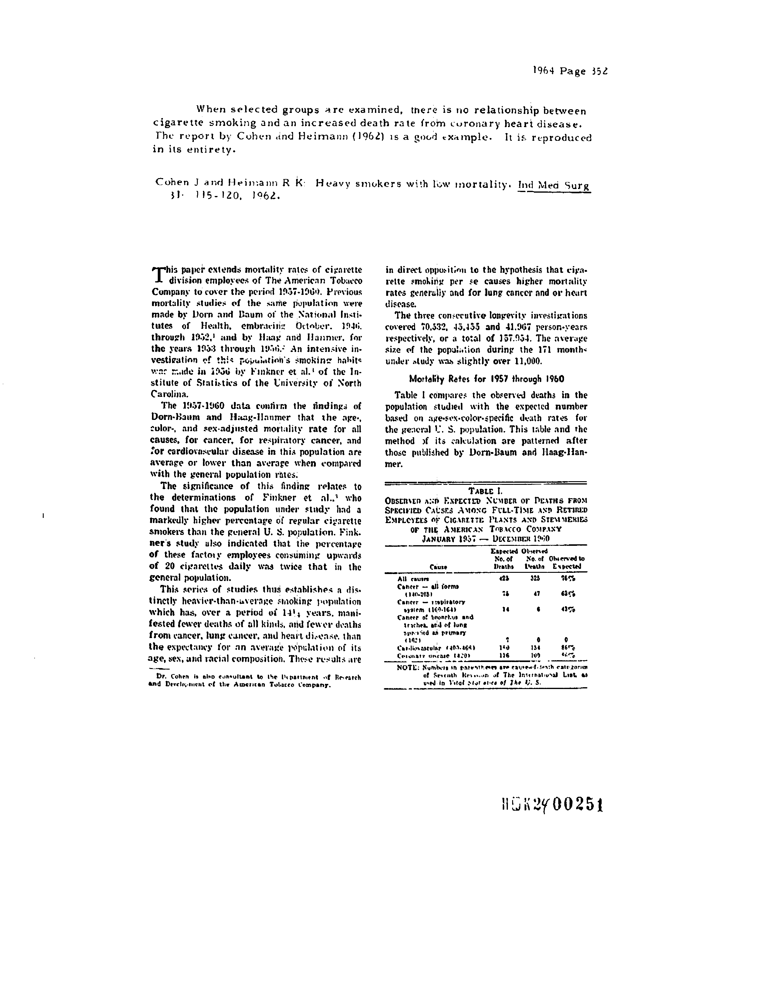 1964 Page 352
When selected groups are examined, there is no relationship between
cigarette smoking and an increased death rate from coronary heart disease.
The report by Cohen and Heimann (1962) is a good example. It is reproduced
in its entirety.
Cohen J and Heimann R K: Heavy smokers with low mortality. Ind Med Surg
31: 115-120, 1962.
This paper extends mortality rates of cigarette
division employees of The American Tobacco
Company to cover the period 1957-1960. Previous
mortality studies of the same population were
made by Dorn and Baum of the National Insti-
tutes of Health, embracing October, 1946,
through 1952,¹ and by Haag and Hanmer, for
the years 1953 through 1956.² An intensive in-
vestigation of this population's smoking habits
was made in 1956 by Finkner et al.³ of the In-
stitute of Statistics of the University of North
Carolina.
The 1957-1960 data confirm the findings of
Dorn-Baum and Haag-Hanmer that the age-,
color-, and sex-adjusted mortality rate for all
causes, for cancer, for respiratory cancer, and
for cardiovascular disease in this population are
average or lower than average when compared
with the general population rates.
The significance of this finding relates to
the determinations of Finkner et al.,³ who
found that the population under study had a
markedly higher percentage of regular cigarette
smokers than the general U. S. population. Fink-
ner's study also indicated that the percentage
of these factory employees consuming upwards
of 20 cigarettes daily was twice that in the
general population.
This series of studies thus establishes a dis-
tinctly heavier-than-average smoking population
which has, over a period of 14¼ years, mani-
fested fewer deaths of all kinds, and fewer deaths
from cancer, lung cancer, and heart disease, than
the expectancy for an average population of its
age, sex, and racial composition. These results are
Dr. Cohen is also consultant to the Department of Research
and Development of the American Tobacco Company.
in direct opposition to the hypothesis that ciga-
rette smoking per se causes higher mortality
rates generally and for lung cancer and or heart
disease.
The three consecutive longevity investigations
covered 70,532, 45,455 and 41,967 person-years
respectively, or a total of 157,954. The average
size of the population during the 171 months
under study was slightly over 11,000.
Mortality Rates for 1957 through 1960
Table I compares the observed deaths in the
population studied with the expected number
based on age-sex-color-specific death rates for
the general U. S. population. This table and the
method of its calculation are patterned after
those published by Dorn-Baum and Haag-Han-
mer.
TABLE I.
OBSERVED AND EXPECTED NUMBER OF DEATHS FROM
SPECIFIED CAUSES AMONG FULL-TIME AND RETIRED
EMPLOYEES OF CIGARETTE PLANTS AND STEMMERIES
OF THE AMERICAN TOBACCO COMPANY
JANUARY 1957 — DECEMBER 1960
Expected Observed
No. of No. of Observed to
Cause Deaths Deaths Expected
All causes 423 323 76%
Cancer — all forms
(140-205) 75 47 63%
Cancer — respiratory
system (160-164) 14 6 43%
Cancer of bronchus and
trachea, and of lung
specified as primary
(162) 7 0 0
Cardiovascular (400-468) 134 86%
Coronary disease (420) 116 109
NOTE: Numbers in parentheses are cause-of-death categories
of Seventh Revision of The International List, as
used in Vital Statistics of The U. S.
00251